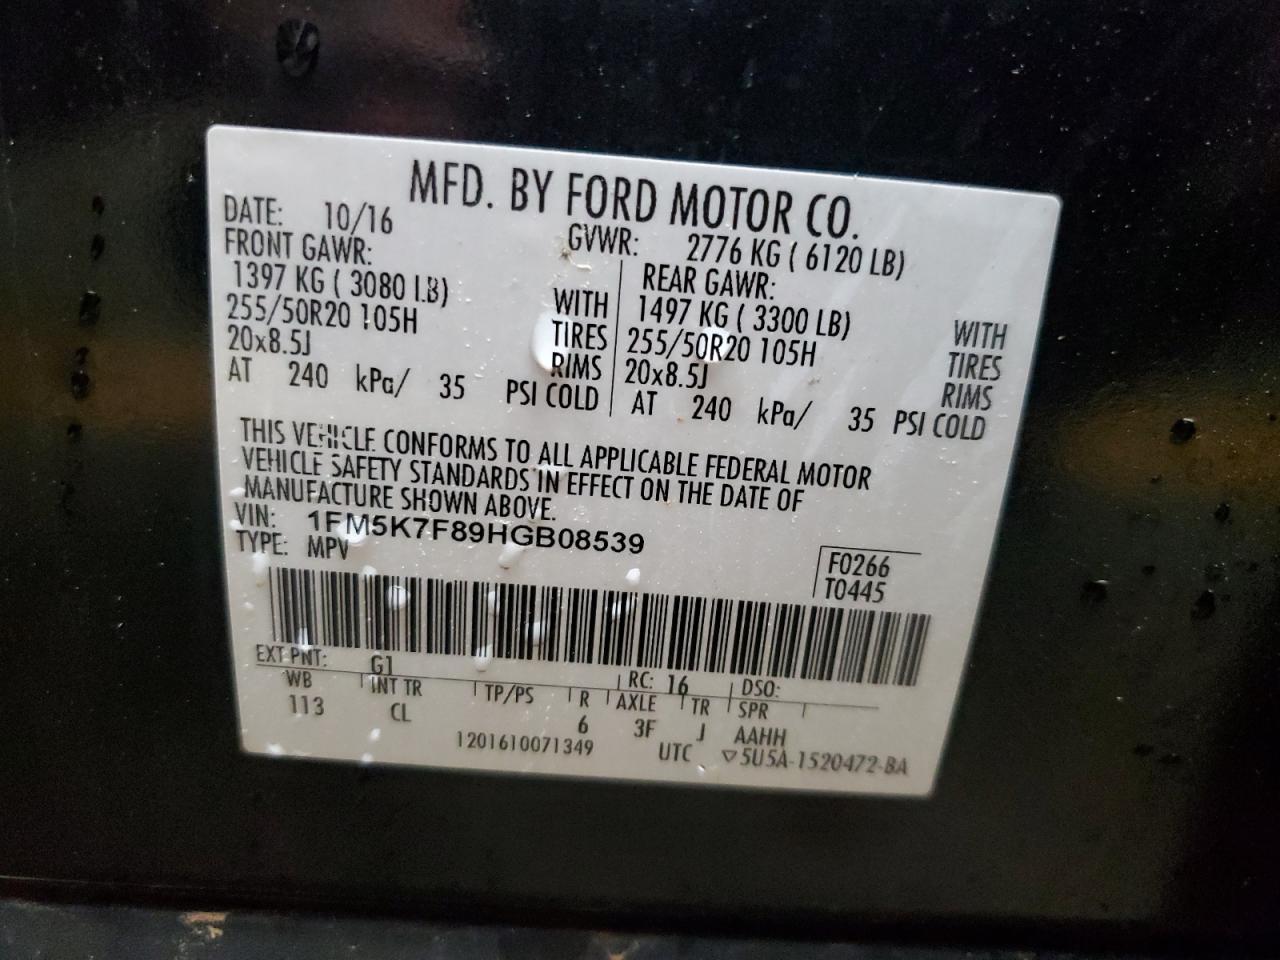 MFD. BY FORD MOTOR CO.
DATE: 10/16 GVWR: 2776 KG ( 6120 LB)
FRONT GAWR: REAR GAWR:
1397 KG ( 3080 LB) WITH 1497 KG ( 3300 LB) WITH
255/50R20 105H TIRES 255/50R20 105H TIRES
20x8.5J RIMS 20x8.5J RIMS
AT 240 kPa/ 35 PSI COLD AT 240 kPa/ 35 PSI COLD
THIS VEHICLE CONFORMS TO ALL APPLICABLE FEDERAL MOTOR
VEHICLE SAFETY STANDARDS IN EFFECT ON THE DATE OF
MANUFACTURE SHOWN ABOVE.
VIN: 1FM5K7F89HGB08539
TYPE: MPV
F0266
T0445
EXT PNT: G1 RC: 16 DSO:
WB INT TR TP/PS R AXLE TR SPR
113 CL 6 3F J AAHH
1201610071349 UTC ▽5U5A-1520472-BA